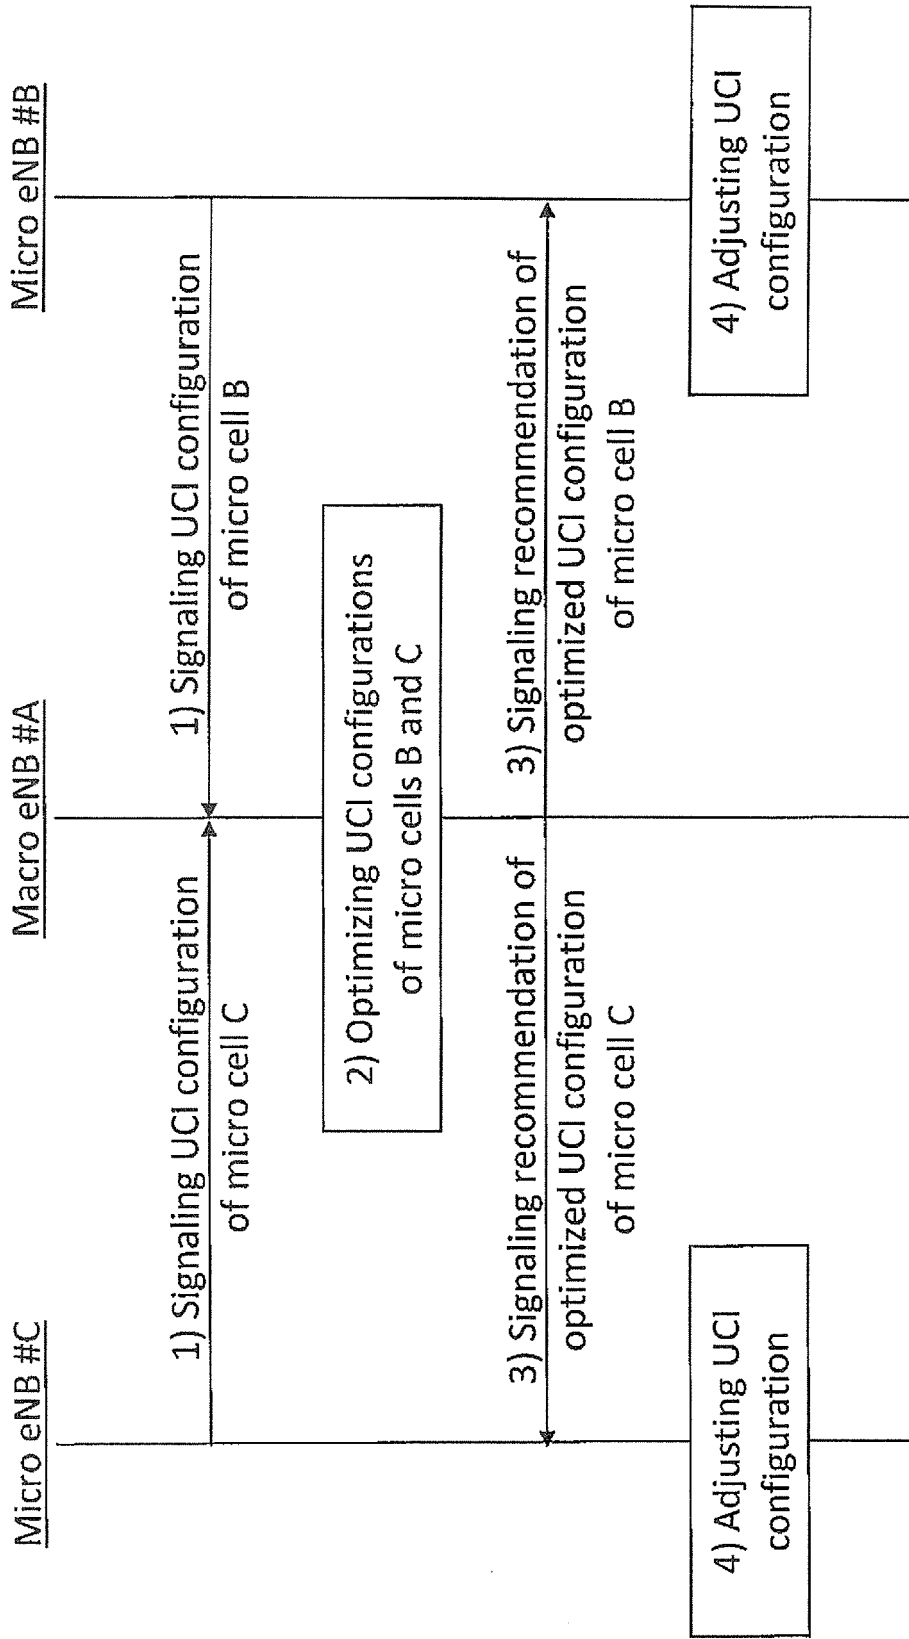 Micro eNB #C
Macro eNB #A
Micro eNB #B
1) Signaling UCI configuration
of micro cell C
1) Signaling UCI configuration
of micro cell B
2) Optimizing UCI configurations
of micro cells B and C
3) Signaling recommendation of
optimized UCI configuration
of micro cell C
3) Signaling recommendation of
optimized UCI configuration
of micro cell B
4) Adjusting UCI
configuration
4) Adjusting UCI
configuration